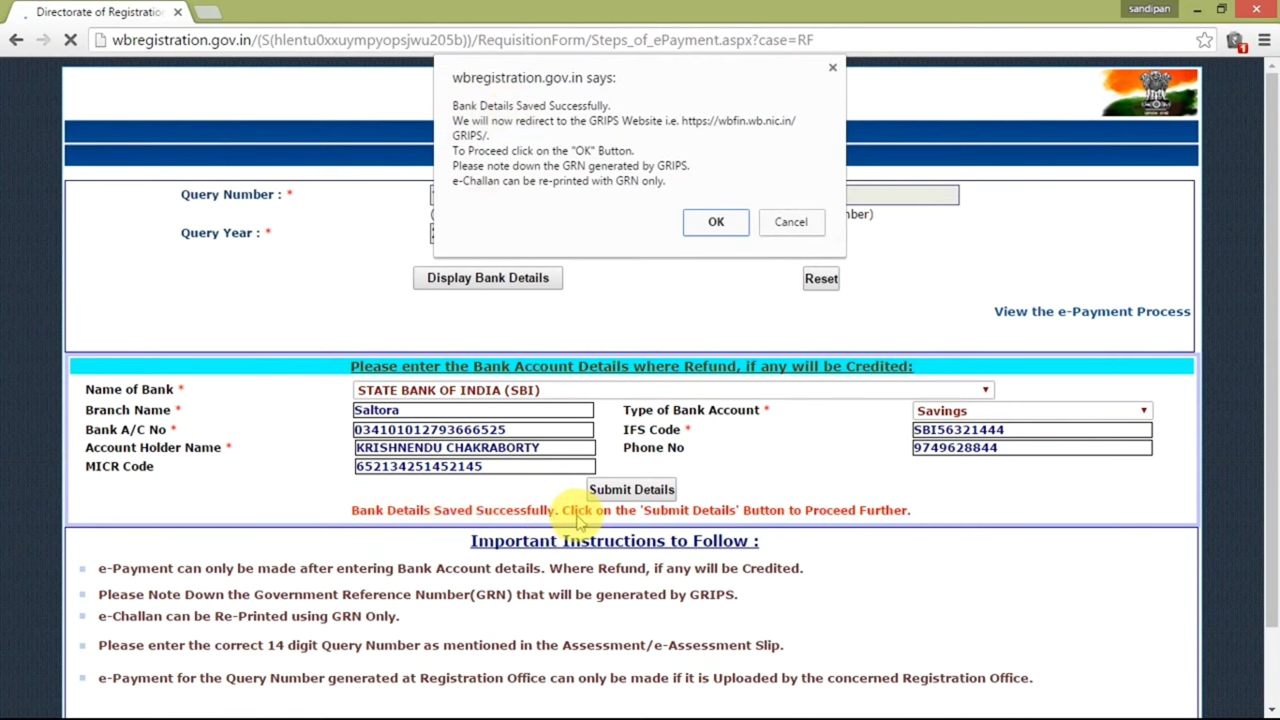 sandipan
Directorate of Registration
wbregistration.gov.in/(S(hlentu0xxuympyopsjwu205b))/RequisitionForm/Steps_of_ePayment.aspx?case=RF
1
wbregistration.gov.in says:
Bank Details Saved Successfully.
We will now redirect to the GRIPS Website i.e. https://wbfin.wb.nic.in/
GRIPS/.
To Proceed click on the "OK" Button.
Please note down the GRN generated by GRIPS.
e-Challan can be re-printed with GRN only.
OK Cancel
Query Number : *
Query Year : *
Display Bank Details Reset
View the e-Payment Process
Please enter the Bank Account Details where Refund, if any will be Credited:
Name of Bank * STATE BANK OF INDIA (SBI)
Branch Name * Saltora Type of Bank Account * Savings
Bank A/C No * 034101012793666525 IFS Code * SBI56321444
Account Holder Name * KRISHNENDU CHAKRABORTY Phone No 9749628844
MICR Code 652134251452145
Submit Details
Bank Details Saved Successfully. Click on the 'Submit Details' Button to Proceed Further.
Important Instructions to Follow :
e-Payment can only be made after entering Bank Account details. Where Refund, if any will be Credited.
Please Note Down the Government Reference Number(GRN) that will be generated by GRIPS.
e-Challan can be Re-Printed using GRN Only.
Please enter the correct 14 digit Query Number as mentioned in the Assessment/e-Assessment Slip.
e-Payment for the Query Number generated at Registration Office can only be made if it is Uploaded by the concerned Registration Office.